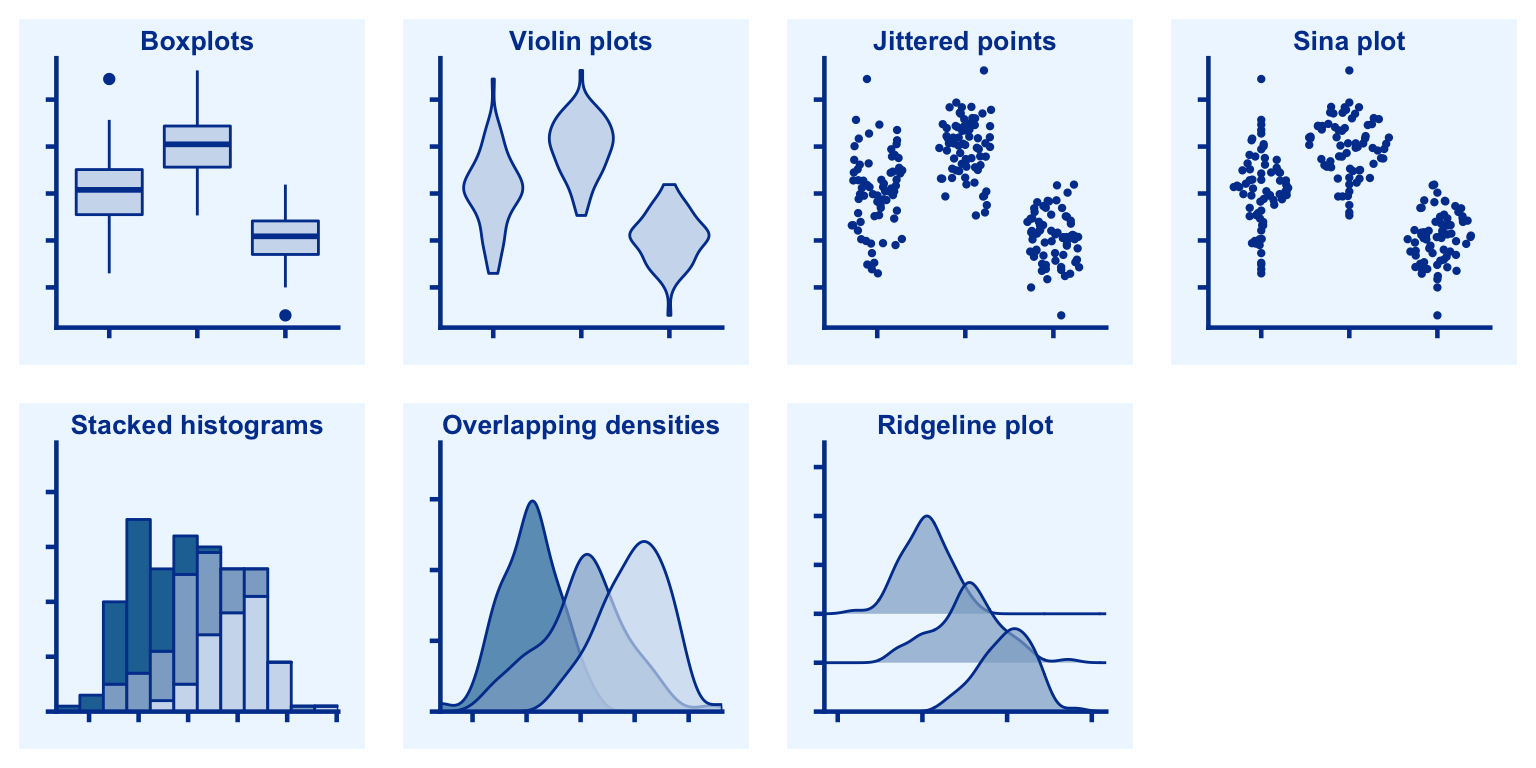 Boxplots
Violin plots
Jittered points
Sina plot
Stacked histograms
Overlapping densities
Ridgeline plot